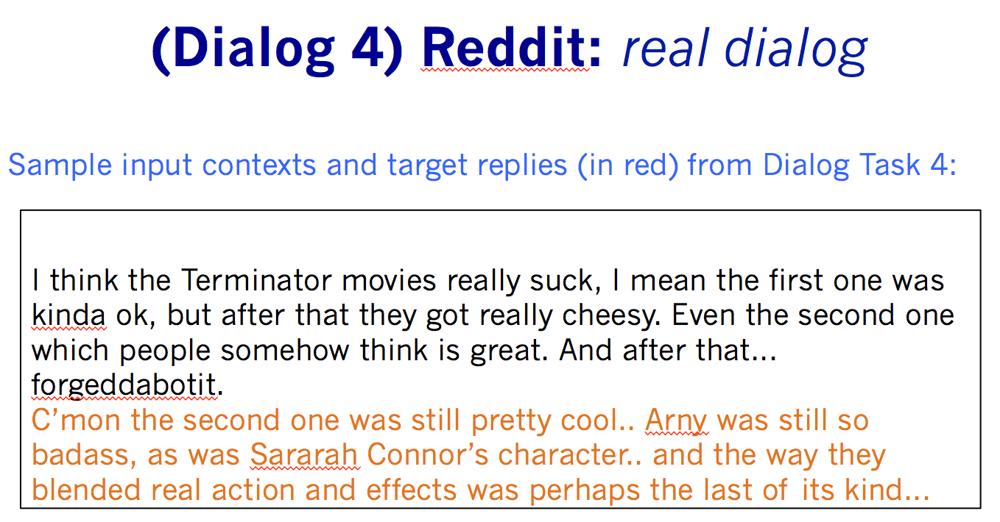 (Dialog 4) Reddit: real dialog
Sample input contexts and target replies (in red) from Dialog Task 4:
I think the Terminator movies really suck, I mean the first one was
kinda ok, but after that they got really cheesy. Even the second one
which people somehow think is great. And after that...
forgeddabotit.
C’mon the second one was still pretty cool.. Arny was still so
badass, as was Sararah Connor’s character.. and the way they
blended real action and effects was perhaps the last of its kind...